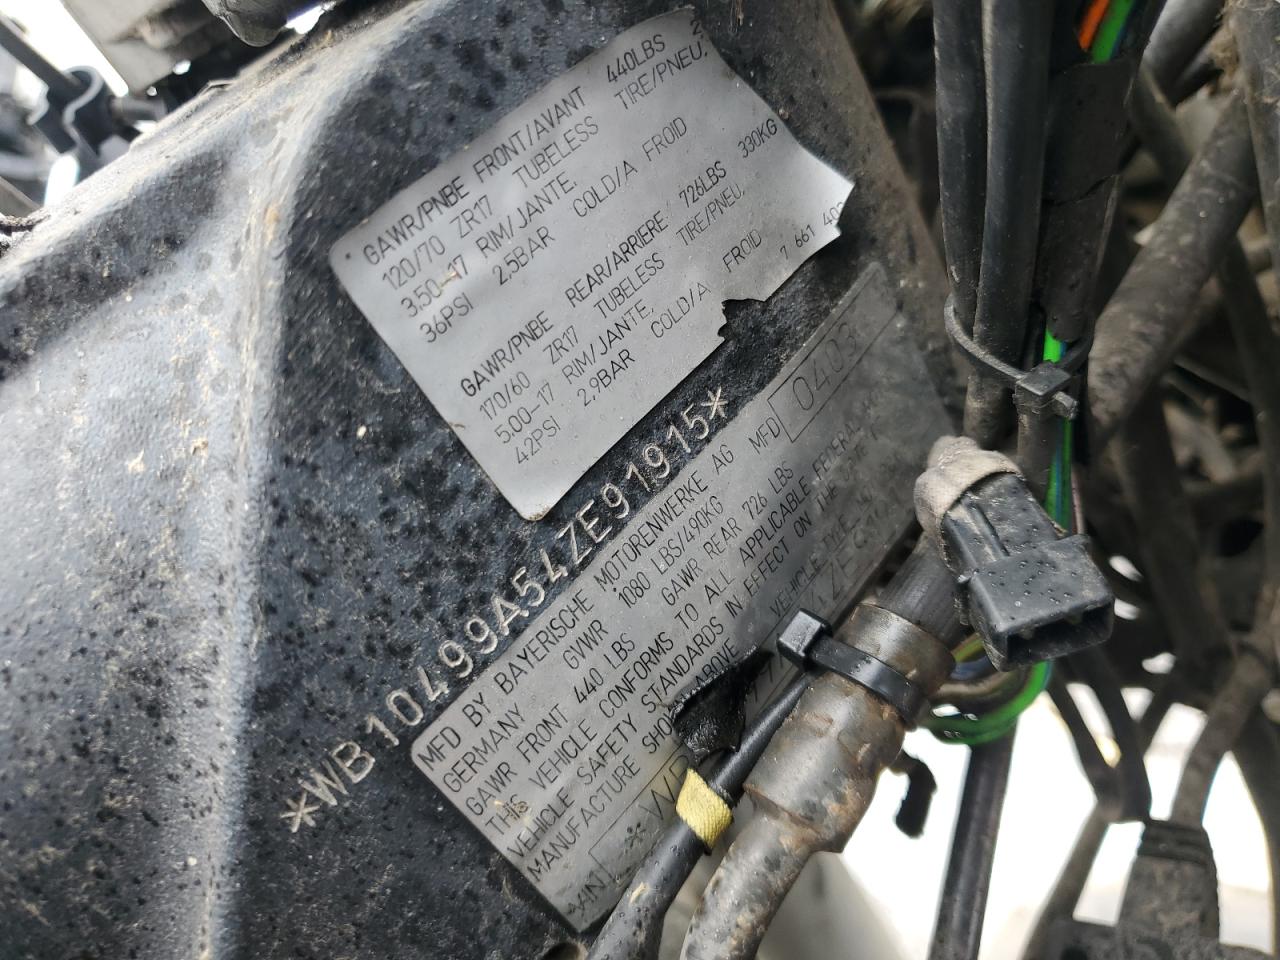 GAWR/PNBE FRONT/AVANT 440LBS
120/70 ZR17 TUBELESS TIRE/PNEU.
3.50-17 RIM/JANTE.
36PSI 2,5BAR COLD/A FROID
GAWR/PNBE REAR/ARRIERE 726LBS 330KG
170/60 ZR17 TUBELESS TIRE/PNEU.
5.00-17 RIM/JANTE.
42PSI 2,9BAR COLD/A FROID
7 661 403
*WB10499A54ZE91915*
MFD BY BAYERISCHE MOTORENWERKE AG MFD 0403
GERMANY GVWR 1080 LBS/490KG
GAWR FRONT 440 LBS GAWR REAR 726 LBS
THIS VEHICLE CONFORMS TO ALL APPLICABLE FEDERAL
VEHICLE SAFETY STANDARDS IN EFFECT ON THE
MANUFACTURE SHOWN ABOVE VEHICLE TYPE
VIN